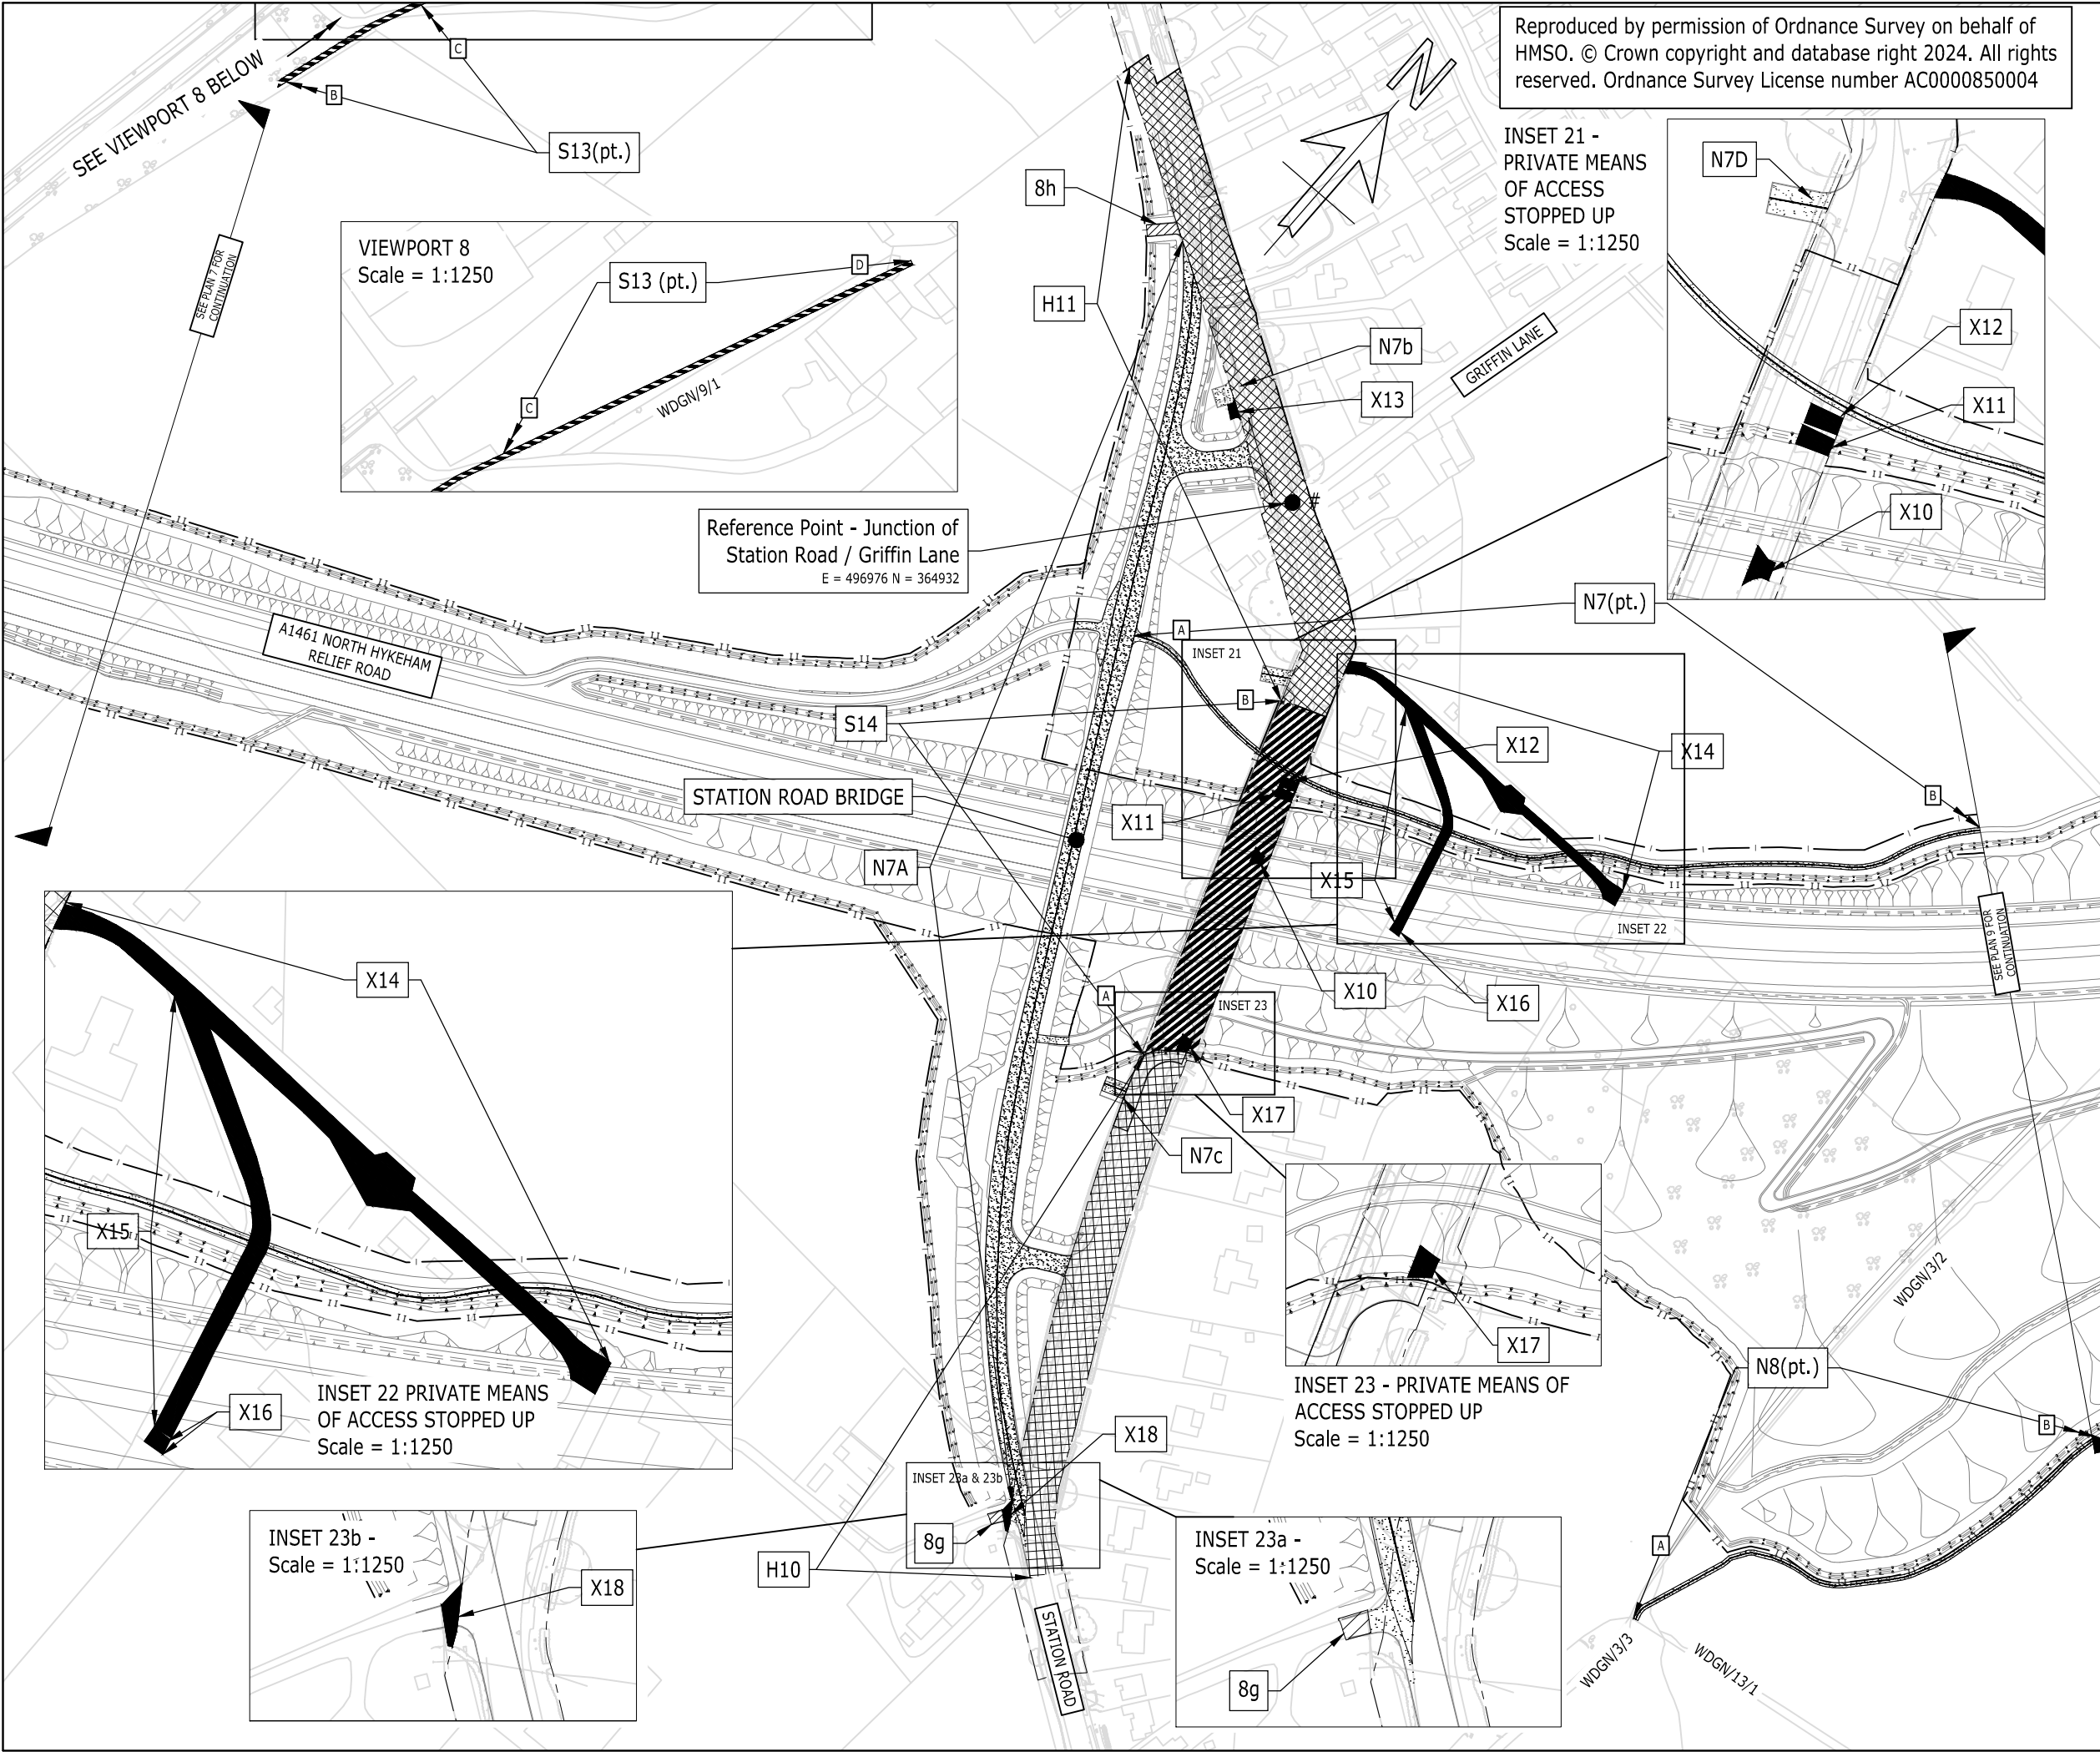 Reproduced by permission of Ordnance Survey on behalf of
HMSO. © Crown copyright and database right 2024. All rights
reserved. Ordnance Survey License number AC0000850004
N
C
B
SEE VIEWPORT 8 BELOW
S13(pt.)
SEE PLAN 7 FOR
CONTINUATION
VIEWPORT 8
Scale = 1:1250
S13 (pt.)
D
C
WDGN/9/1
8h
H11
N7b
X13
GRIFFIN LANE
INSET 21 -
PRIVATE MEANS
OF ACCESS
STOPPED UP
Scale = 1:1250
N7D
X12
X11
X10
Reference Point - Junction of
Station Road / Griffin Lane
E = 496976 N = 364932
#
A1461 NORTH HYKEHAM
RELIEF ROAD
N7(pt.)
A
INSET 21
B
S14
X12
X14
STATION ROAD BRIDGE
X11
B
N7A
X15
INSET 22
SEE PLAN 9 FOR
CONTINUATION
X10
X16
A
INSET 23
X17
N7c
X14
X15
X16
INSET 22 PRIVATE MEANS
OF ACCESS STOPPED UP
Scale = 1:1250
X17
INSET 23 - PRIVATE MEANS OF
ACCESS STOPPED UP
Scale = 1:1250
WDGN/3/2
N8(pt.)
B
X18
INSET 23a & 23b
8g
H10
INSET 23b -
Scale = 1:1250
X18
INSET 23a -
Scale = 1:1250
8g
STATION ROAD
A
WDGN/3/3
WDGN/13/1